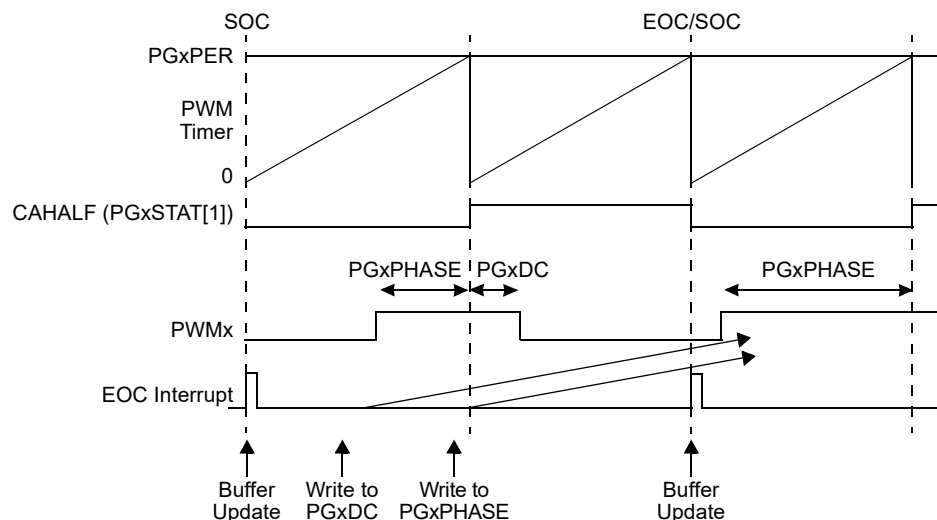 SOC
EOC/SOC
PGxPER
PWM
Timer
0
CAHALF (PGxSTAT[1])
PGxPHASE
PGxDC
PGxPHASE
PWMx
EOC Interrupt
Buffer
Update
Write to
PGxDC
Write to
PGxPHASE
Buffer
Update